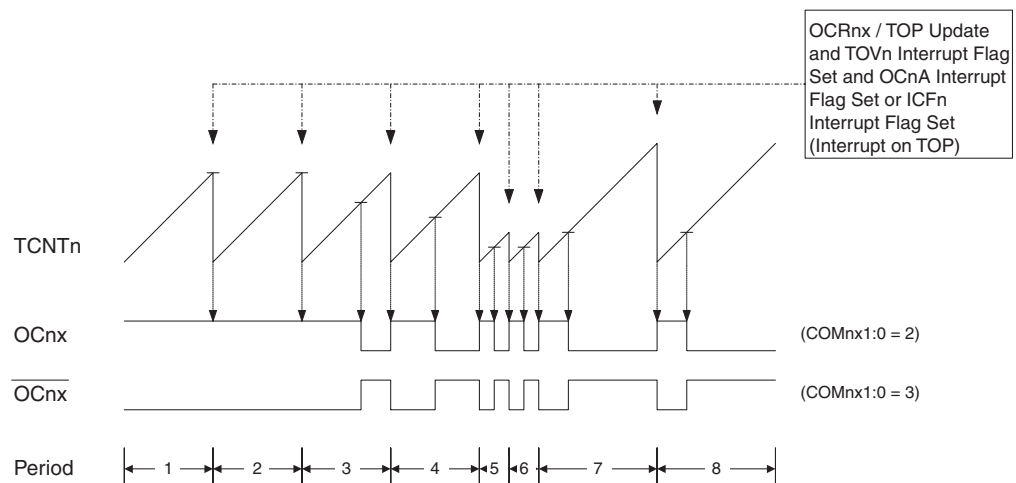 OCRnx / TOP Update
and TOVn Interrupt Flag
Set and OCnA Interrupt
Flag Set or ICFn
Interrupt Flag Set
(Interrupt on TOP)
TCNTn
OCnx (COMnx1:0 = 2)
OCnx (COMnx1:0 = 3)
Period 1 2 3 4 5 6 7 8